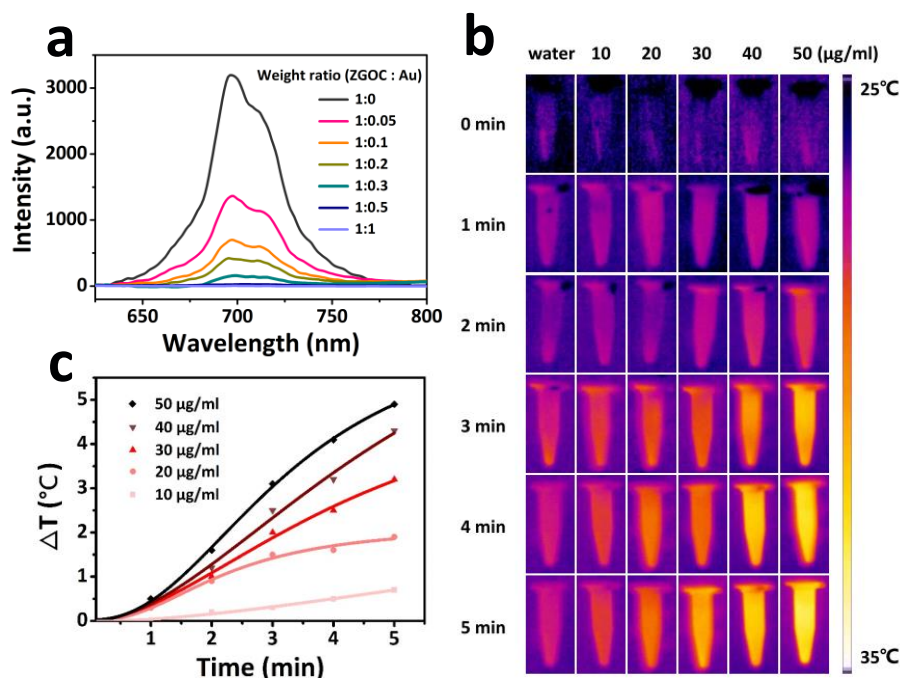 a
Weight ratio (ZGOC : Au)
1:0
1:0.05
1:0.1
1:0.2
1:0.3
1:0.5
1:1
3000
2000
1000
0
Intensity (a.u.)
650 700 750 800
Wavelength (nm)
b
water 10 20 30 40 50 (μg/ml)
0 min
1 min
2 min
3 min
4 min
5 min
25℃
35℃
c
50 μg/ml
40 μg/ml
30 μg/ml
20 μg/ml
10 μg/ml
5
4
3
2
1
0
ΔT (℃)
1 2 3 4 5
Time (min)